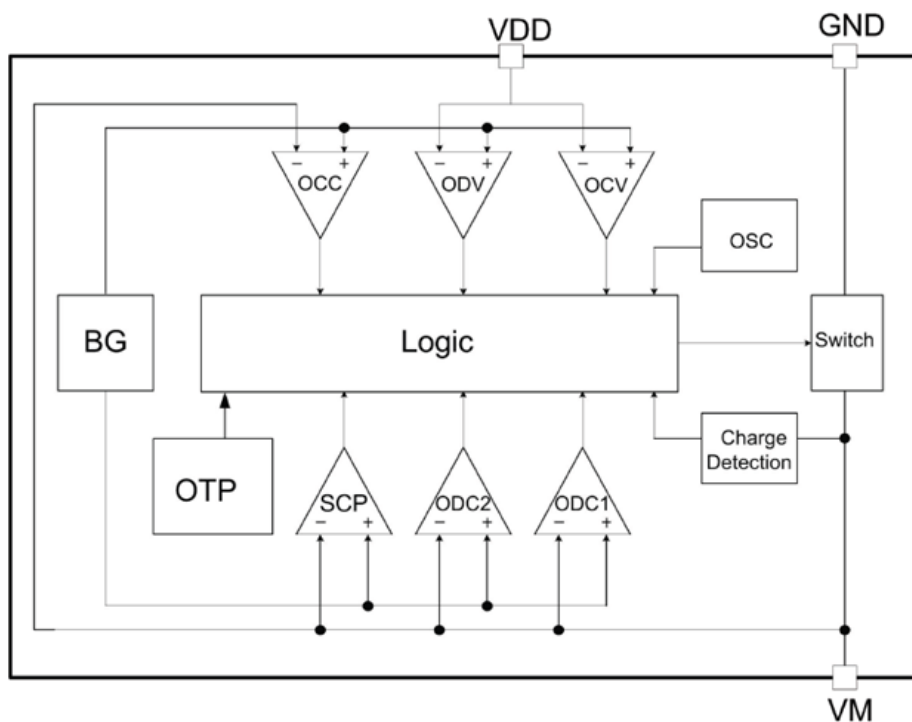 VDD
GND
- +
OCC
- +
ODV
- +
OCV
OSC
BG
Logic
Switch
OTP
SCP
- +
ODC2
- +
ODC1
- +
Charge
Detection
VM